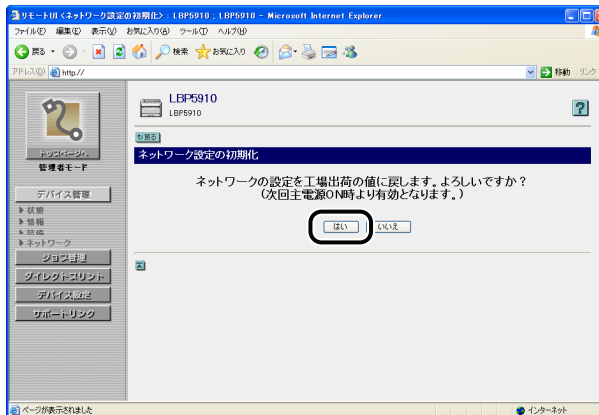 リモートUI <ネットワーク設定の初期化> : LBP5910 ; LBP5910 - Microsoft Internet Explorer
ファイル(F) 編集(E) 表示(V) お気に入り(A) ツール(T) ヘルプ(H)
戻る 検索 お気に入り
アドレス(D) http:// 移動 リンク
LBP5910
LBP5910
戻る
トップページへ
管理者モード
ネットワーク設定の初期化
ネットワークの設定を工場出荷の値に戻します。よろしいですか？
(次回主電源ON時より有効となります。)
はい いいえ
デバイス管理
状態
情報
ネットワーク
ジョブ管理
ダイレクトプリント
デバイス設定
サポートリンク
ページが表示されました インターネット